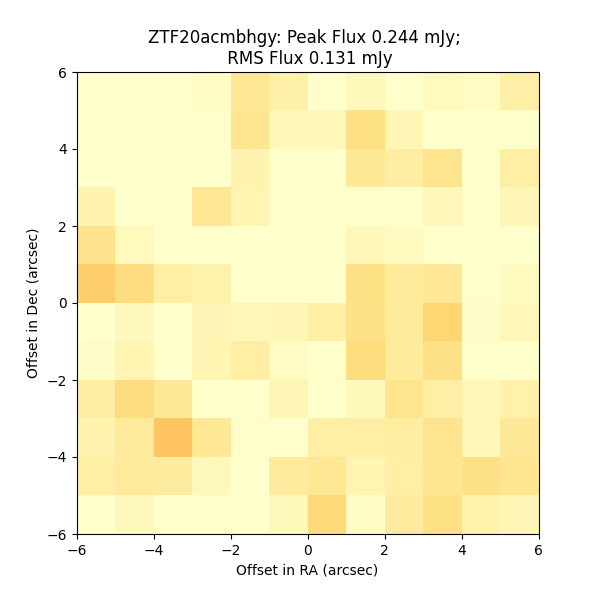 ZTF20acmbhgy: Peak Flux 0.244 mJy;
RMS Flux 0.131 mJy
6
4
2
0
−2
−4
−6
Offset in Dec (arcsec)
−6 −4 −2 0 2 4 6
Offset in RA (arcsec)